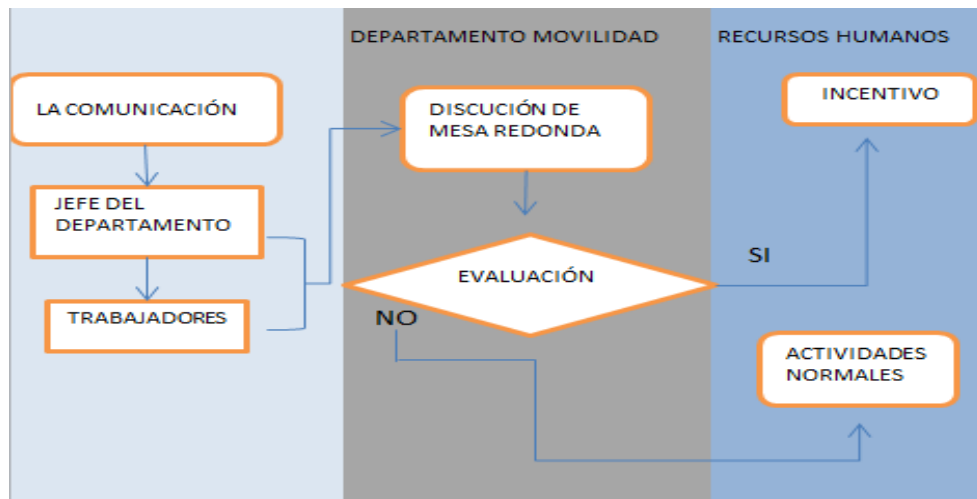 DEPARTAMENTO MOVILIDAD
RECURSOS HUMANOS
LA COMUNICACIÓN
JEFE DEL
DEPARTAMENTO
TRABAJADORES
DISCUCIÓN DE
MESA REDONDA
EVALUACIÓN
SI
NO
INCENTIVO
ACTIVIDADES
NORMALES